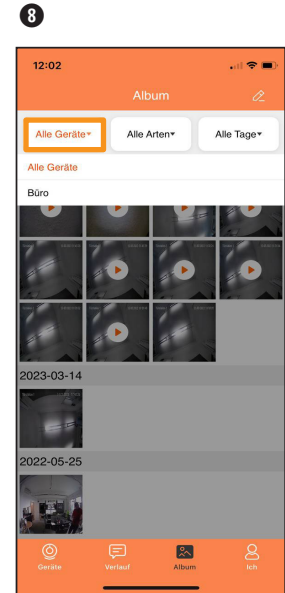 8
12:02
Album
Alle Geräte▾ Alle Arten▾ Alle Tage▾
Alle Geräte
Büro
2023-03-14
2022-05-25
Geräte Verlauf Album Ich